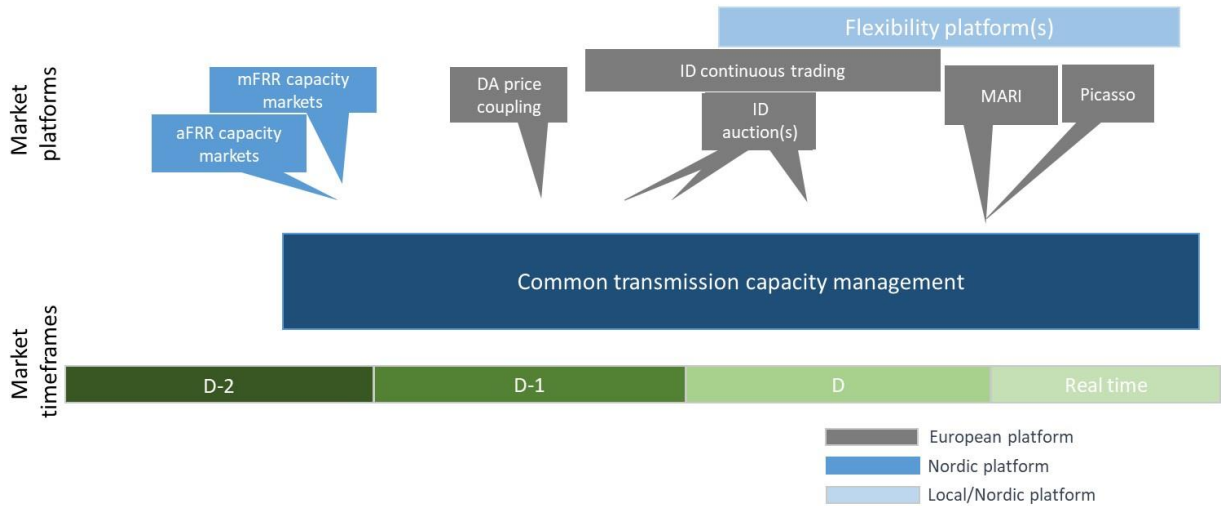 Market
platforms
Flexibility platform(s)
ID continuous trading
mFRR capacity
markets
DA price
coupling
MARI
Picasso
ID
auction(s)
aFRR capacity
markets
Common transmission capacity management
Market
timeframes
D-2
D-1
D
Real time
European platform
Nordic platform
Local/Nordic platform